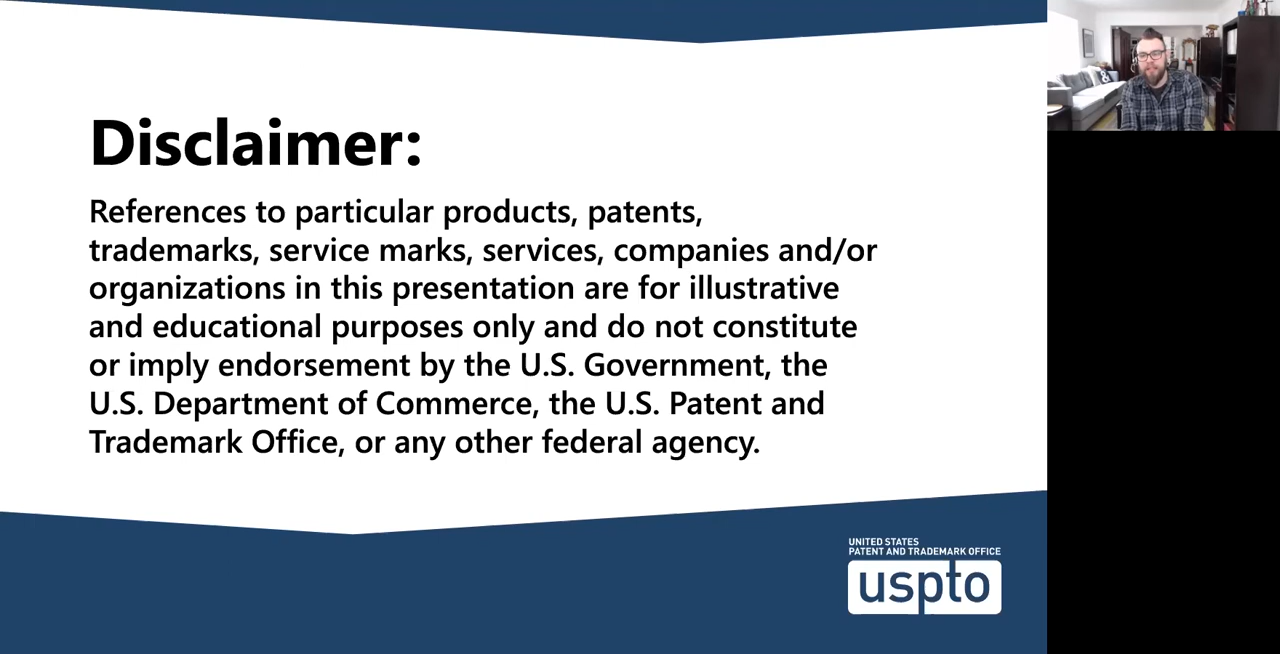 Disclaimer:
References to particular products, patents,
trademarks, service marks, services, companies and/or
organizations in this presentation are for illustrative
and educational purposes only and do not constitute
or imply endorsement by the U.S. Government, the
U.S. Department of Commerce, the U.S. Patent and
Trademark Office, or any other federal agency.
UNITED STATES
PATENT AND TRADEMARK OFFICE
uspto